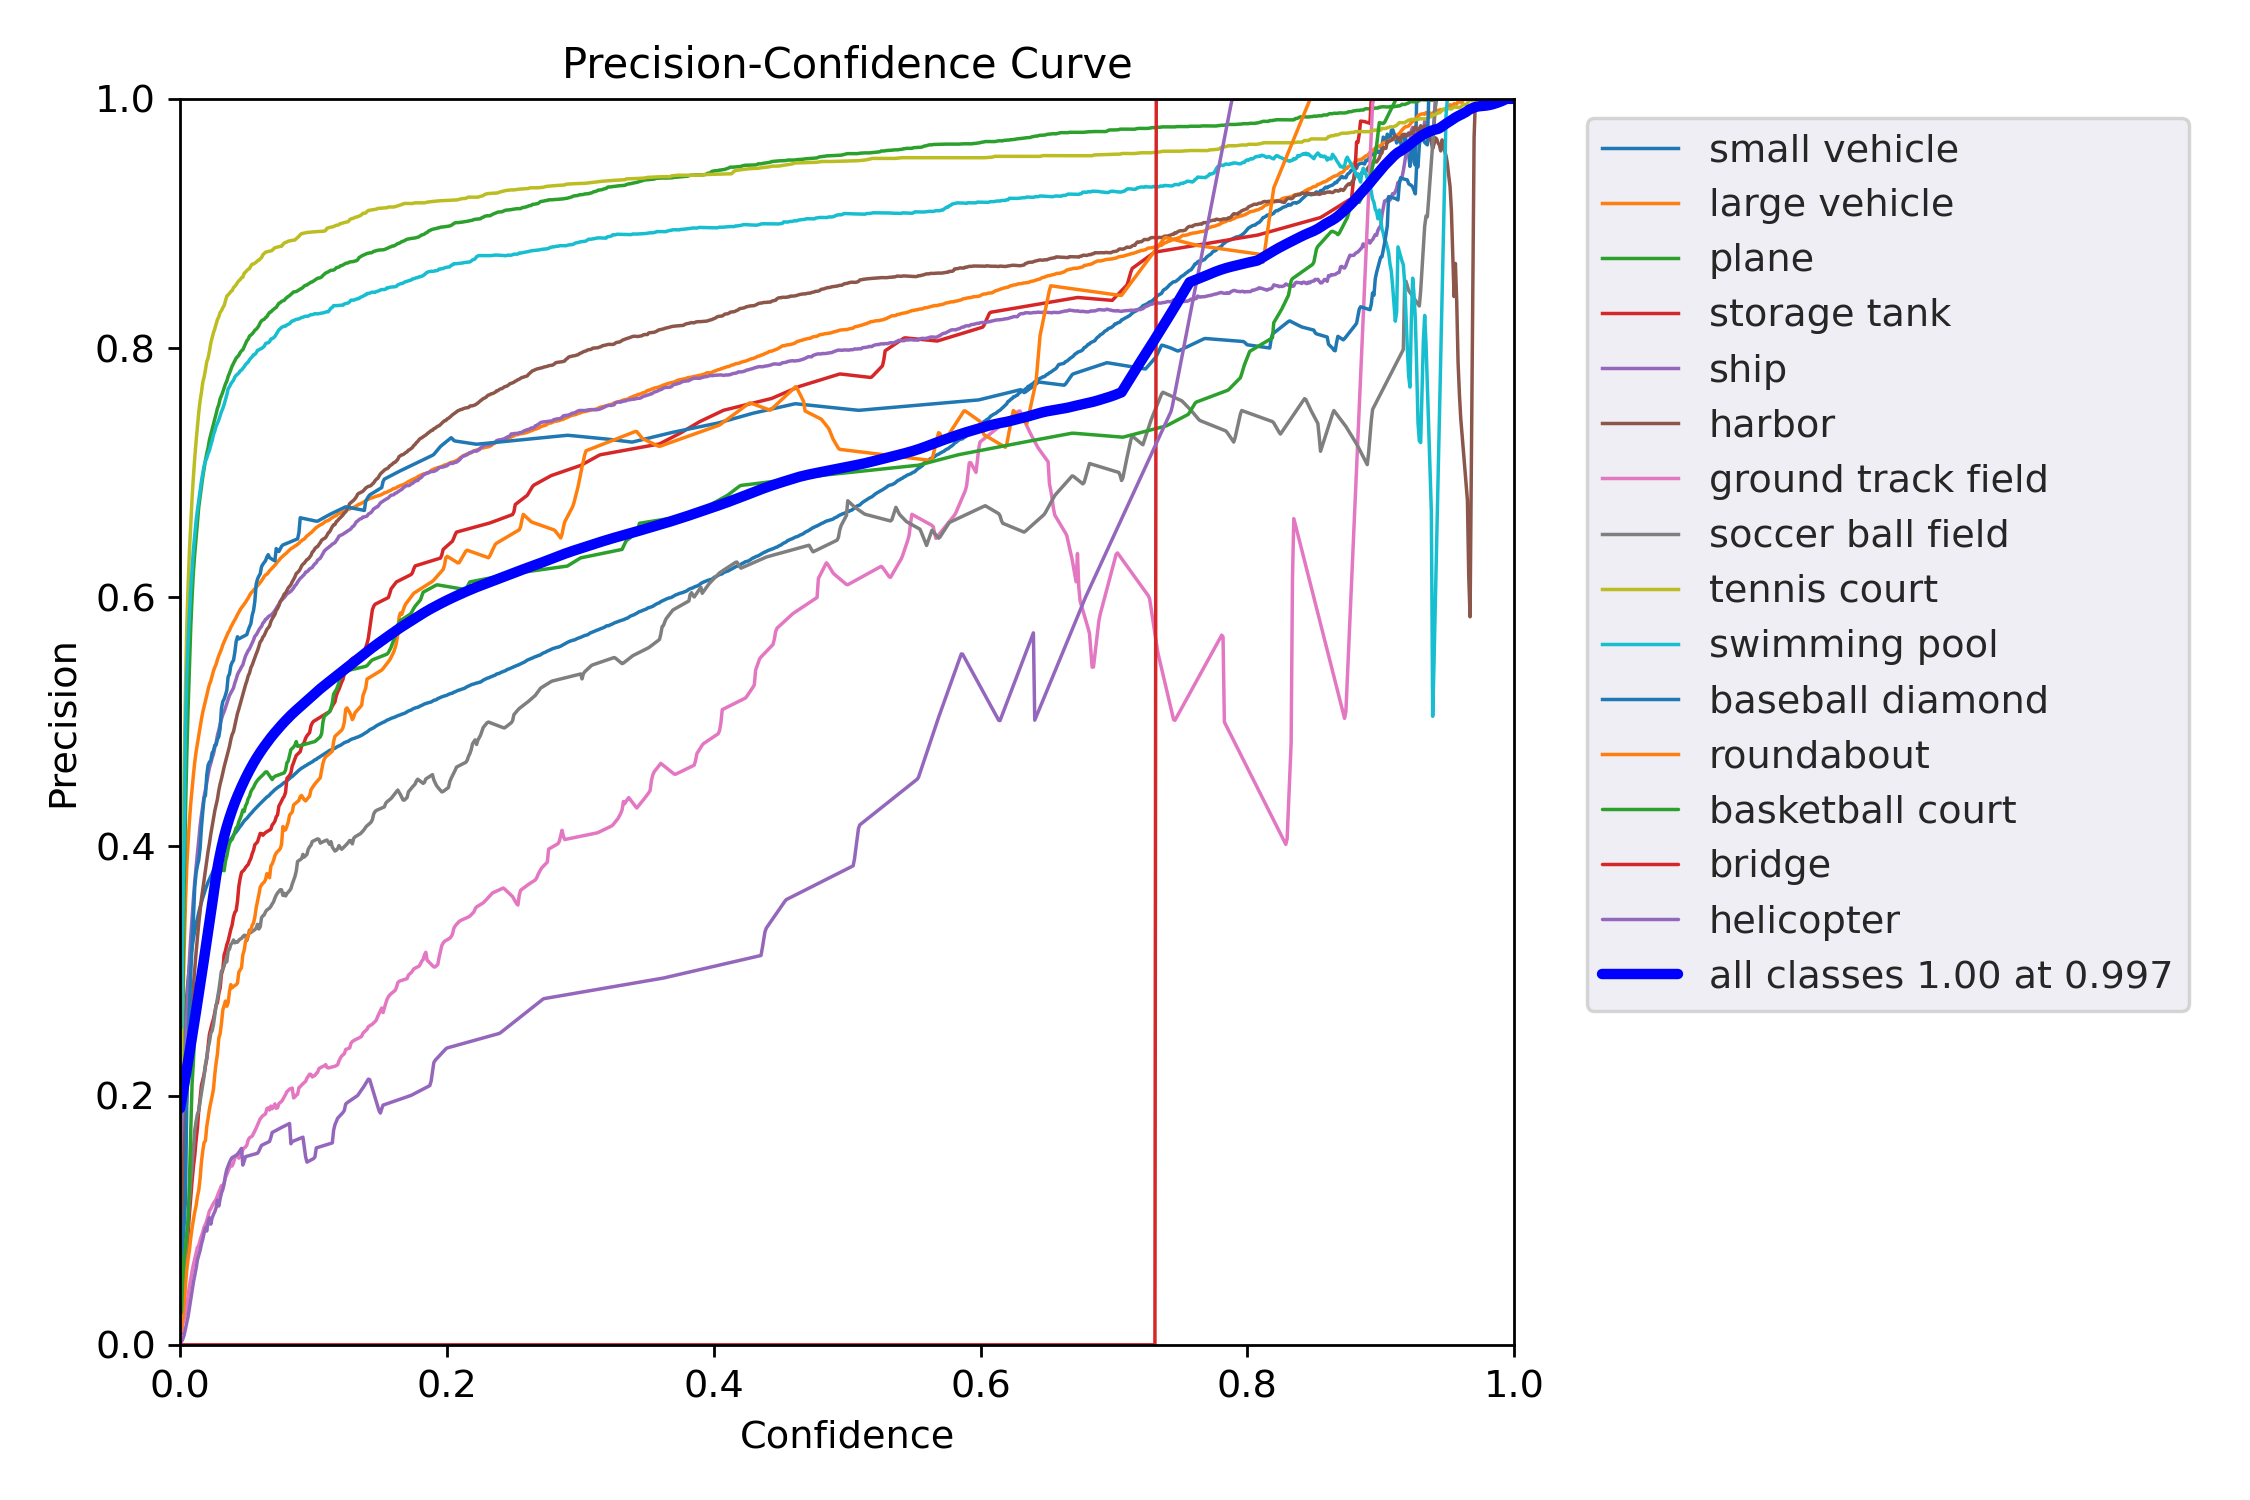 Precision-Confidence Curve
1.0
0.8
0.6
0.4
0.2
0.0
Precision
0.0 0.2 0.4 0.6 0.8 1.0
Confidence
small vehicle
large vehicle
plane
storage tank
ship
harbor
ground track field
soccer ball field
tennis court
swimming pool
baseball diamond
roundabout
basketball court
bridge
helicopter
all classes 1.00 at 0.997